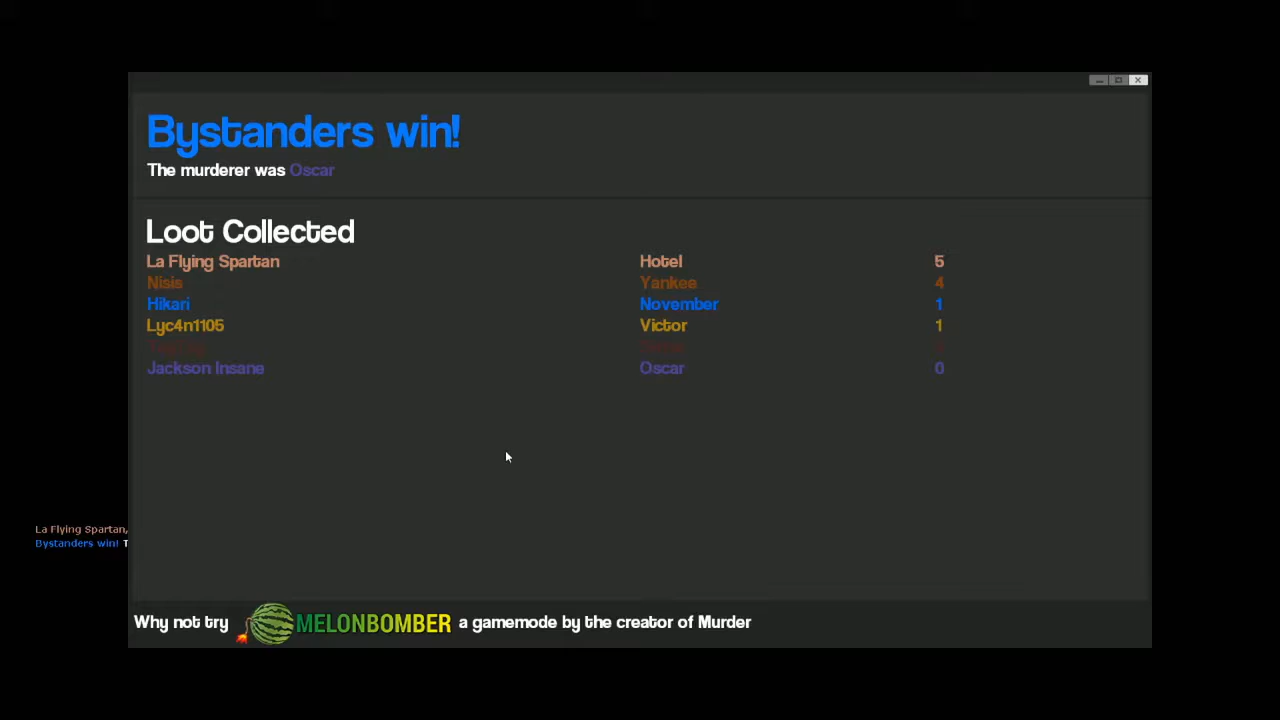 Bystanders win!
The murderer was Oscar
Loot Collected
La Flying Spartan Hotel 5
Nisis Yankee 4
Hikari November 1
Lyc4n1105 Victor 1
Jackson Insane Oscar 0
La Flying Spartan,
Bystanders win! T
Why not try MELONBOMBER a gamemode by the creator of Murder